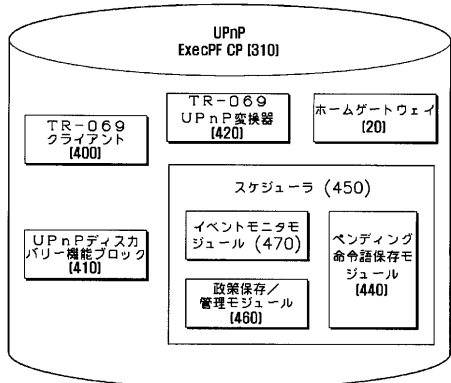 UPnP
ExecPF CP [310]
TR-069
UPnP変換器
[420]
ホームゲートウェイ
[20]
TR-069
クライアント
[400]
スケジューラ (450)
イベントモニタモ
ジュール (470)
ペンディング
命令語保存モ
ジュール
[440]
UPnPディスカ
バリー機能ブロック
[410]
政策保存/
管理モジュール
[460]